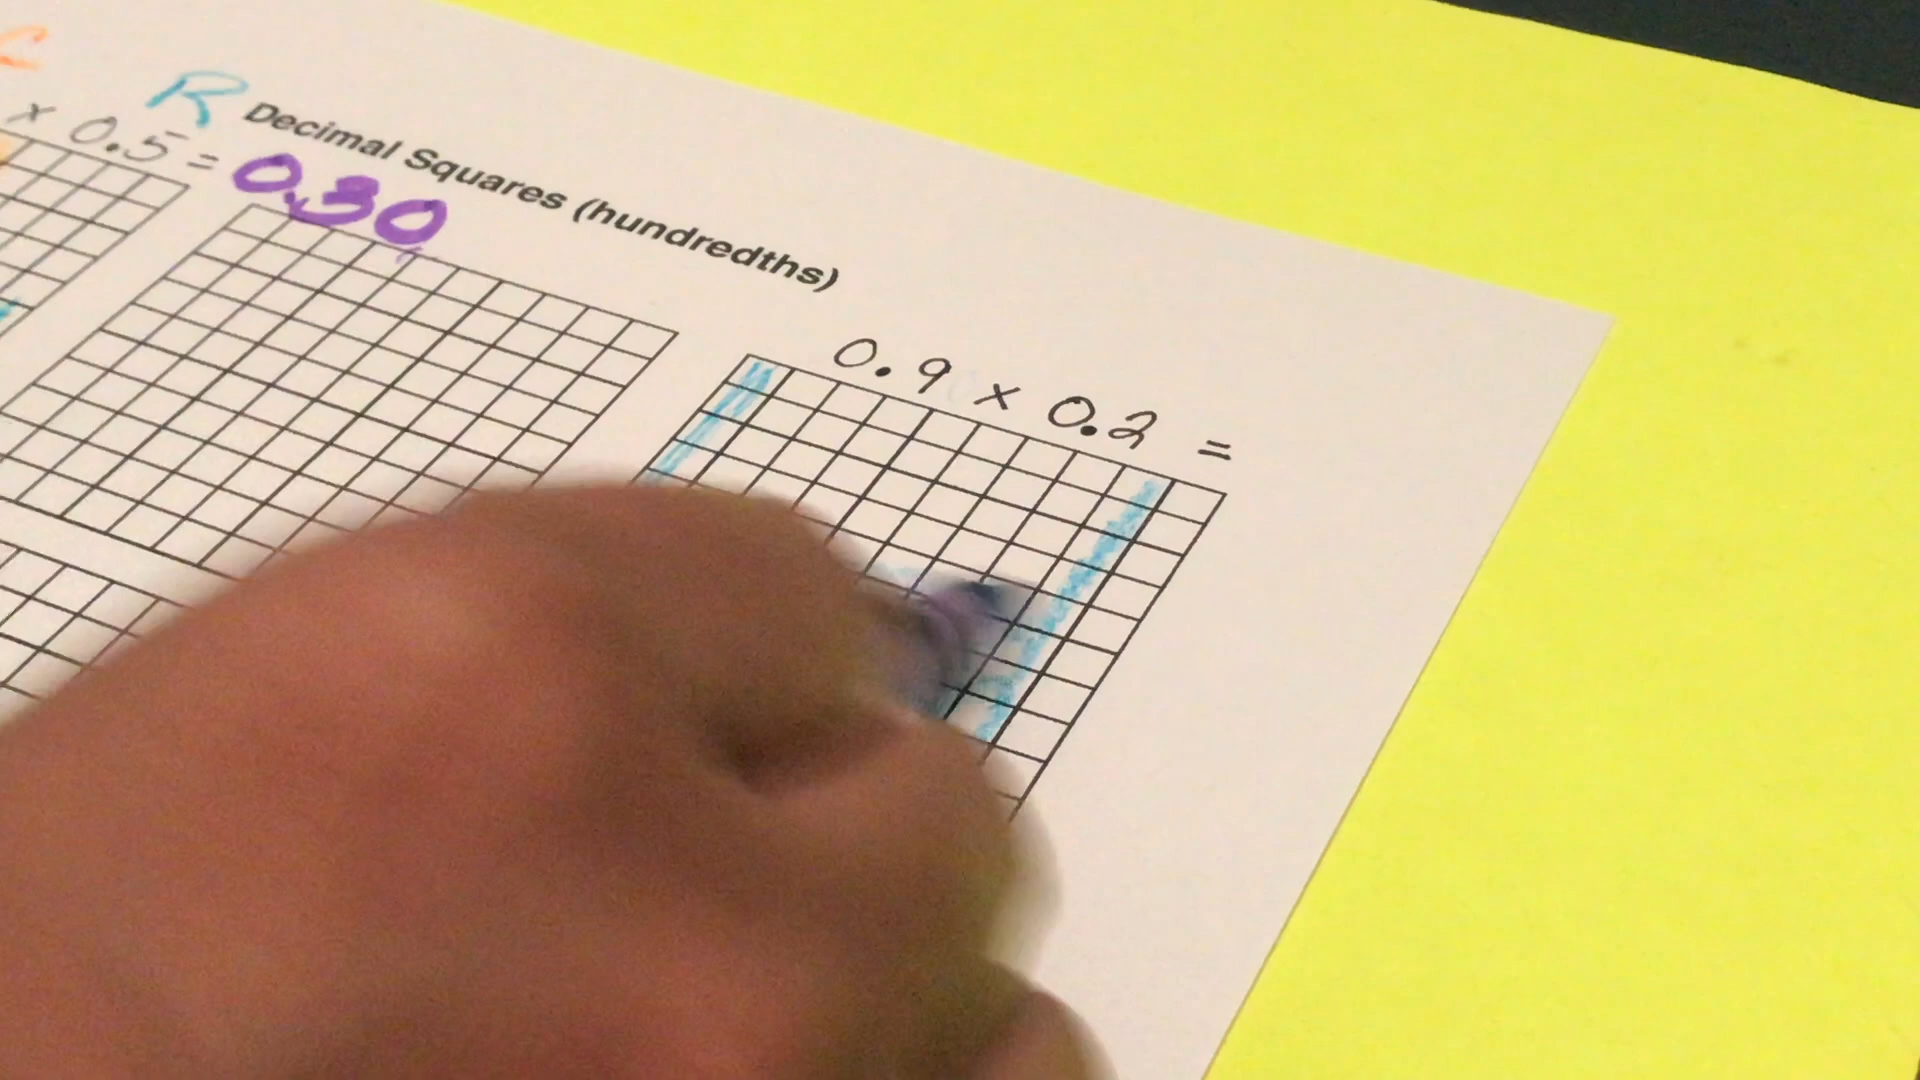 R Decimal Squares (hundredths)
x 0.5 = 0.30
0.9 x 0.2 =